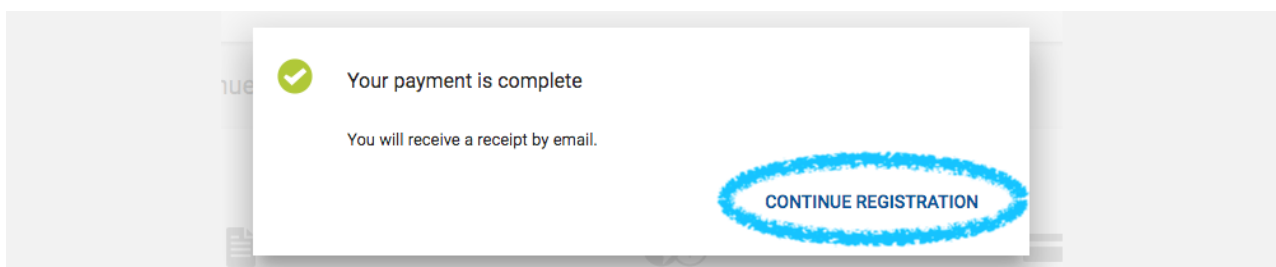 Your payment is complete
You will receive a receipt by email.
CONTINUE REGISTRATION